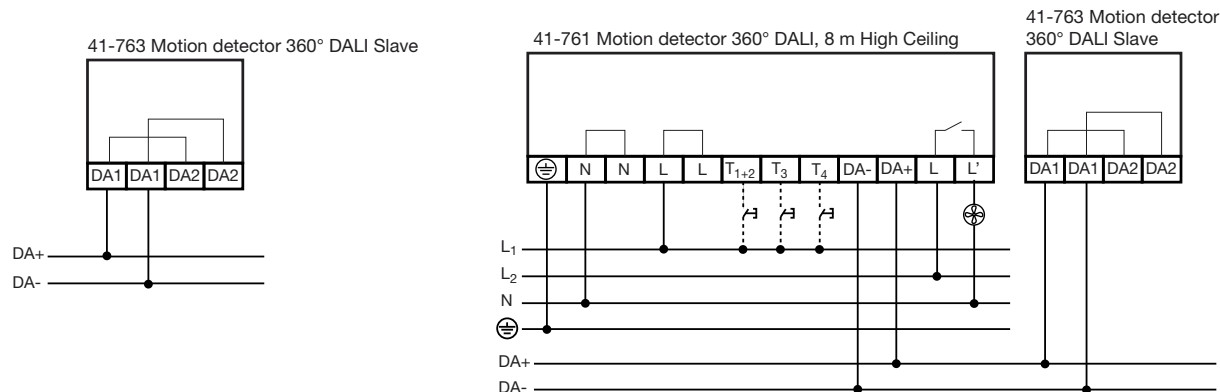 41-763 Motion detector 360° DALI Slave
DA1 DA1 DA2 DA2
DA+
DA-
41-761 Motion detector 360° DALI, 8 m High Ceiling
N N L L T1+2 T3 T4 DA- DA+ L L'
L1
L2
N
DA+
DA-
41-763 Motion detector
360° DALI Slave
DA1 DA1 DA2 DA2